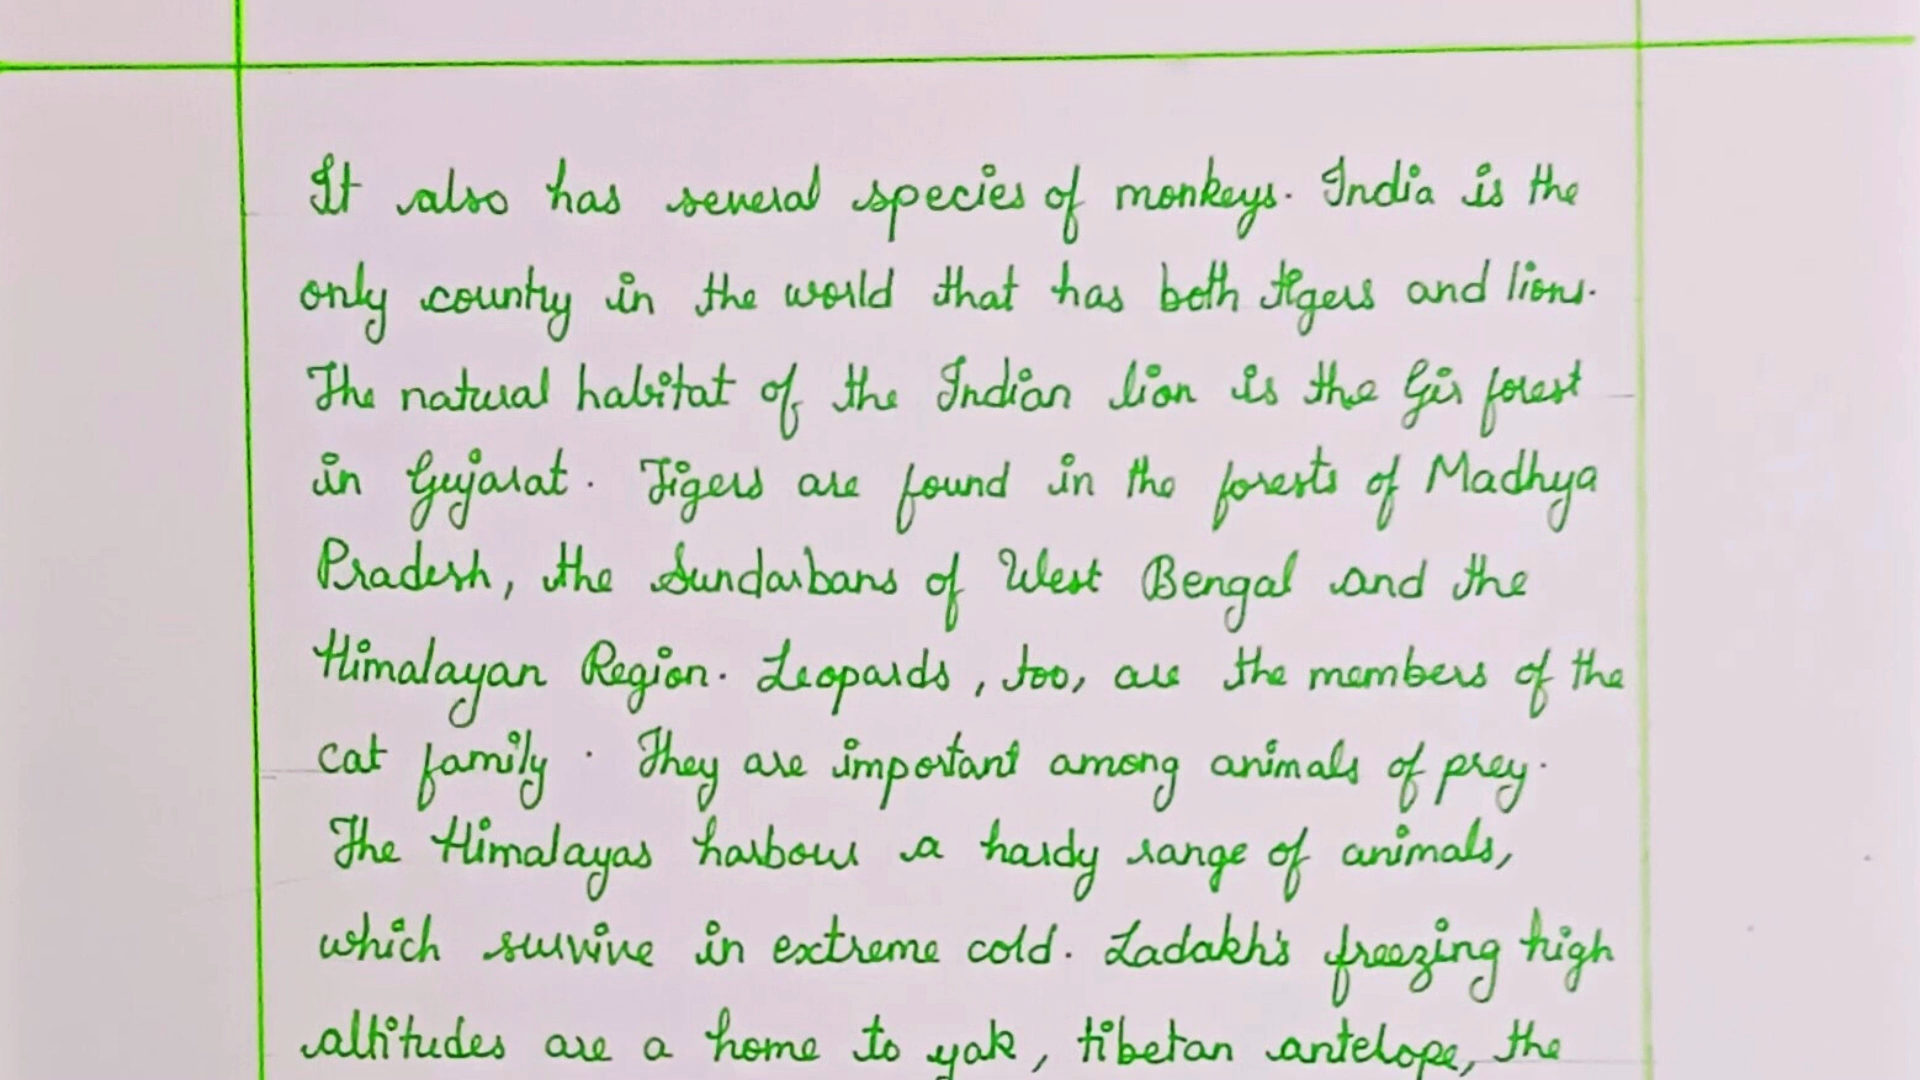 It also has several species of monkeys. India is the
only country in the world that has both tigers and lions.
The natural habitat of the Indian lion is the Gir forest
in Gujarat. Tigers are found in the forests of Madhya
Pradesh, the Sundarbans of West Bengal and the
Himalayan Region. Leopards, too, are the members of the
cat family. They are important among animals of prey.
The Himalayas harbour a hardy range of animals,
which survive in extreme cold. Ladakh's freezing high
altitudes are a home to yak, tibetan antelope, the